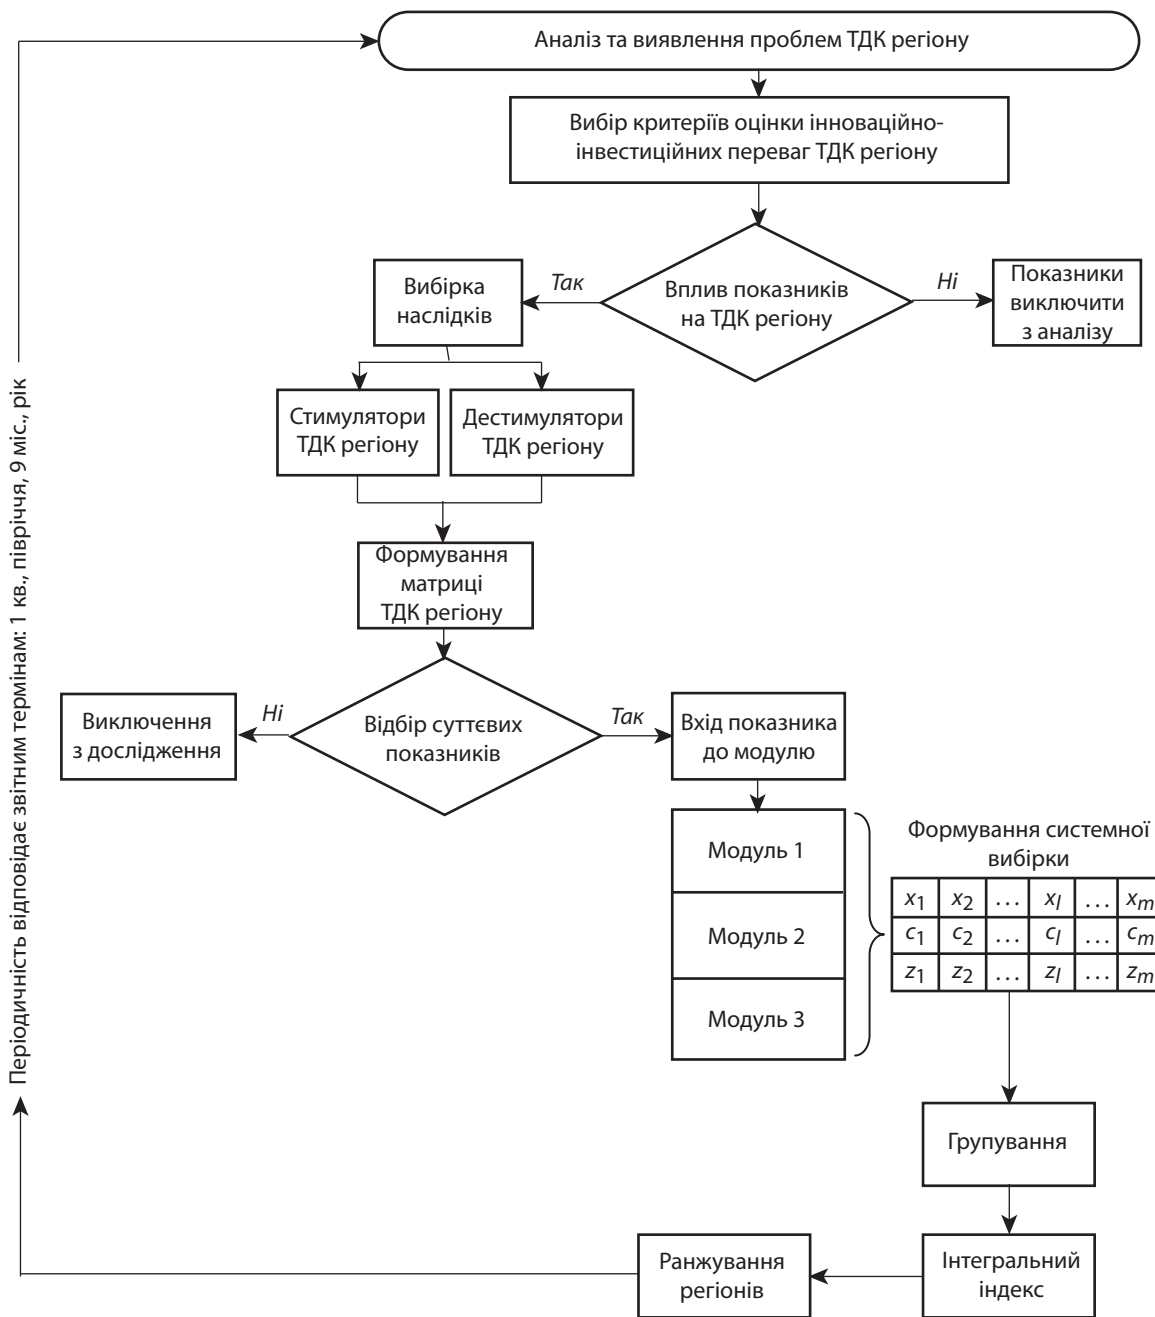 Аналіз та виявлення проблем ТДК регіону
Вибір критеріїв оцінки інноваційно-
інвестиційних переваг ТДК регіону
Вплив показників
на ТДК регіону
Так
Ні
Вибірка
наслідків
Показники
виключити
з аналізу
Стимулятори
ТДК регіону
Дестимулятори
ТДК регіону
Формування
матриці
ТДК регіону
Відбір суттєвих
показників
Ні
Так
Виключення
з дослідження
Вхід показника
до модулю
Модуль 1
Модуль 2
Модуль 3
Формування системної
вибірки
x1 x2 … xl … xm
c1 c2 … cl … cm
z1 z2 … zl … zm
Групування
Інтегральний
індекс
Ранжування
регіонів
Періодичність відповідає звітним термінам: 1 кв., півріччя, 9 міс., рік